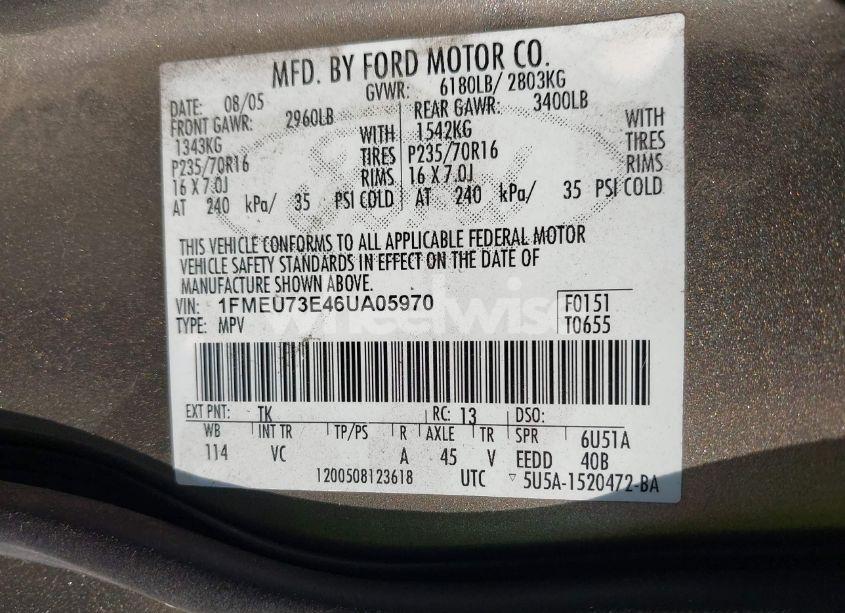 MFD. BY FORD MOTOR CO.
DATE: 08/05 GVWR: 6180LB/ 2803KG
FRONT GAWR: 2960LB REAR GAWR: 3400LB
1343KG WITH 1542KG WITH
P235/70R16 TIRES P235/70R16 TIRES
16 X 7.0J RIMS 16 X 7.0J RIMS
AT 240 kPa/ 35 PSI COLD AT 240 kPa/ 35 PSI COLD
THIS VEHICLE CONFORMS TO ALL APPLICABLE FEDERAL MOTOR
VEHICLE SAFETY STANDARDS IN EFFECT ON THE DATE OF
MANUFACTURE SHOWN ABOVE.
VIN: 1FMEU73E46UA05970 F0151
TYPE: MPV T0655
wheelwise
EXT PNT: TK RC: 13 DSO:
WB INT TR TP/PS R AXLE TR SPR 6U51A
114 VC A 45 V EEDD 40B
1200508123618 UTC ▽ 5U5A-1520472-BA